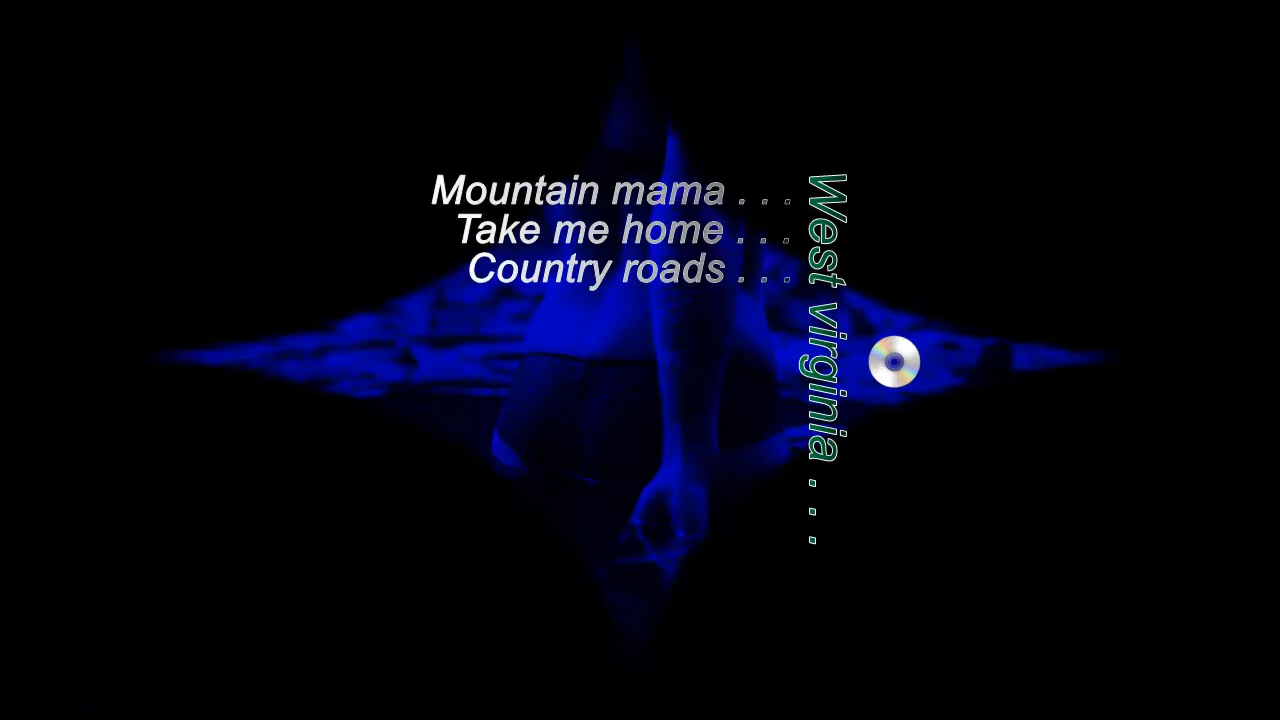 Mountain mama . . .
Take me home . . .
Country roads . . .
West virginia . . .